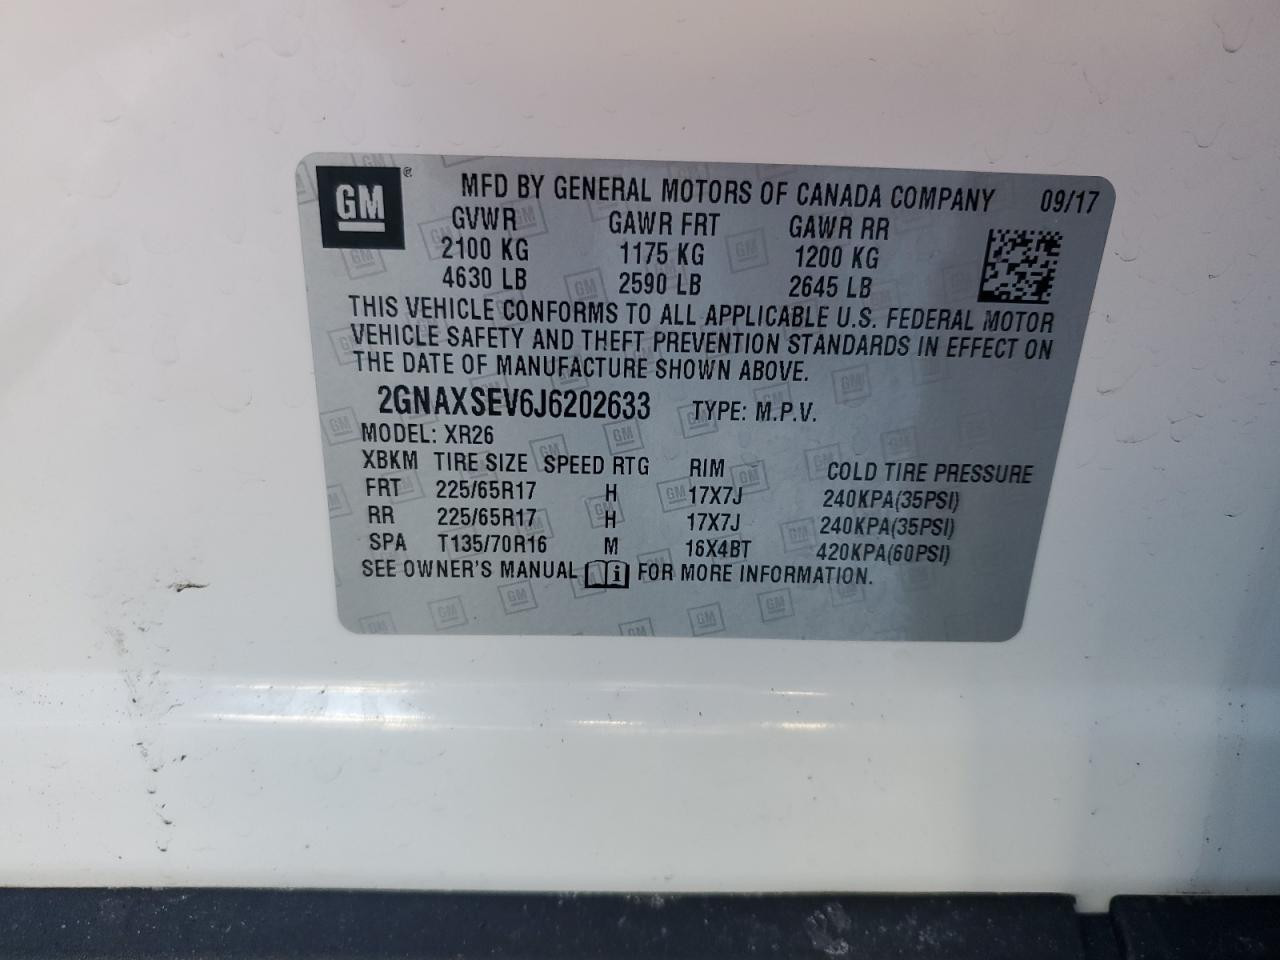 GM ® MFD BY GENERAL MOTORS OF CANADA COMPANY 09/17
GVWR GAWR FRT GAWR RR
2100 KG 1175 KG 1200 KG
4630 LB 2590 LB 2645 LB
THIS VEHICLE CONFORMS TO ALL APPLICABLE U.S. FEDERAL MOTOR
VEHICLE SAFETY AND THEFT PREVENTION STANDARDS IN EFFECT ON
THE DATE OF MANUFACTURE SHOWN ABOVE.
2GNAXSEV6J6202633 TYPE: M.P.V.
MODEL: XR26
XBKM TIRE SIZE SPEED RTG RIM COLD TIRE PRESSURE
FRT 225/65R17 H 17X7J 240KPA(35PSI)
RR 225/65R17 H 17X7J 240KPA(35PSI)
SPA T135/70R16 M 16X4BT 420KPA(60PSI)
SEE OWNER'S MANUAL i FOR MORE INFORMATION.